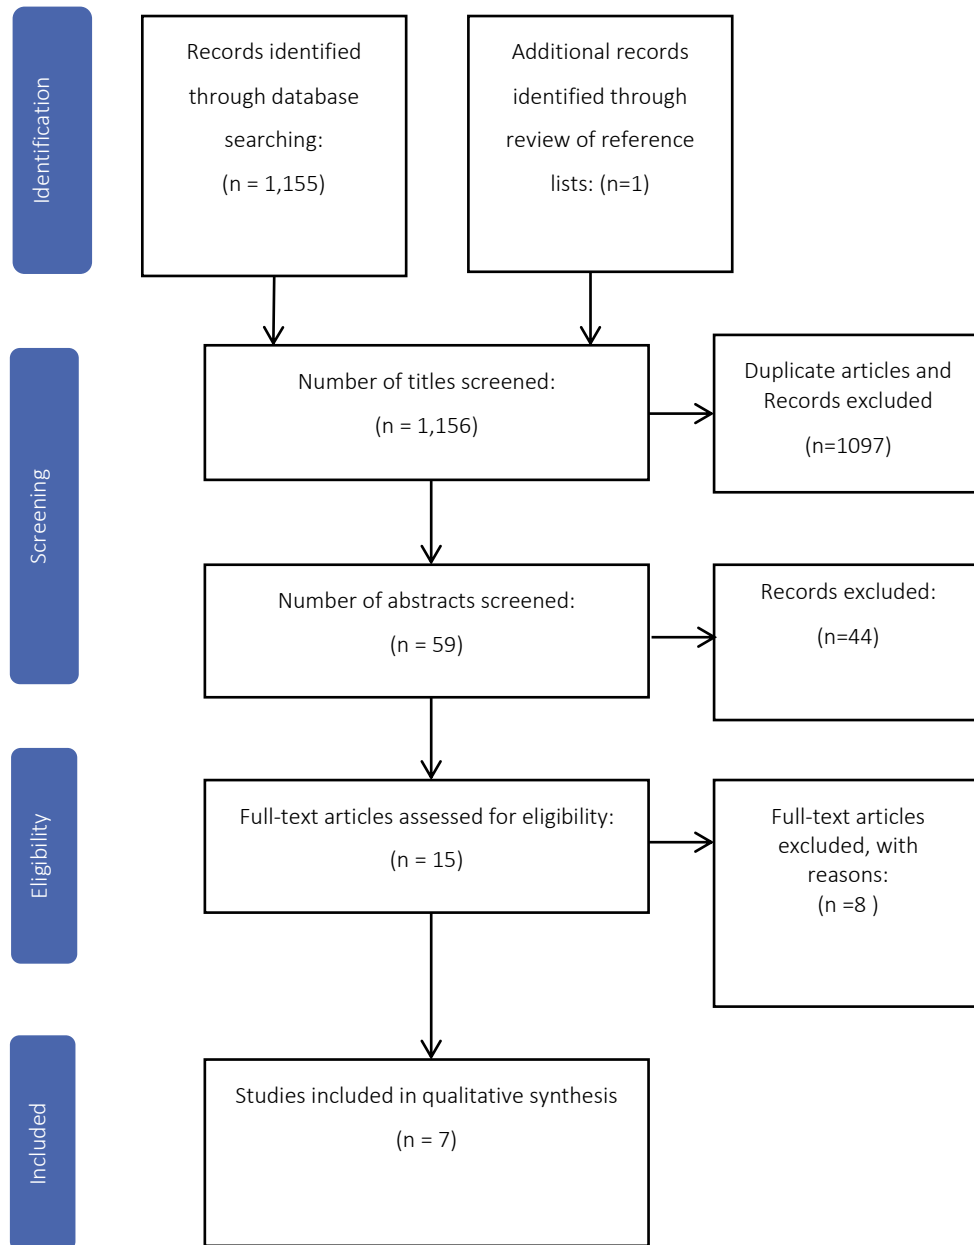 Identification
Records identified
through database
searching:
(n = 1,155)
Additional records
identified through
review of reference
lists: (n=1)
Screening
Number of titles screened:
(n = 1,156)
Duplicate articles and
Records excluded
(n=1097)
Number of abstracts screened:
(n = 59)
Records excluded:
(n=44)
Eligibility
Full-text articles assessed for eligibility:
(n = 15)
Full-text articles
excluded, with
reasons:
(n =8 )
Included
Studies included in qualitative synthesis
(n = 7)